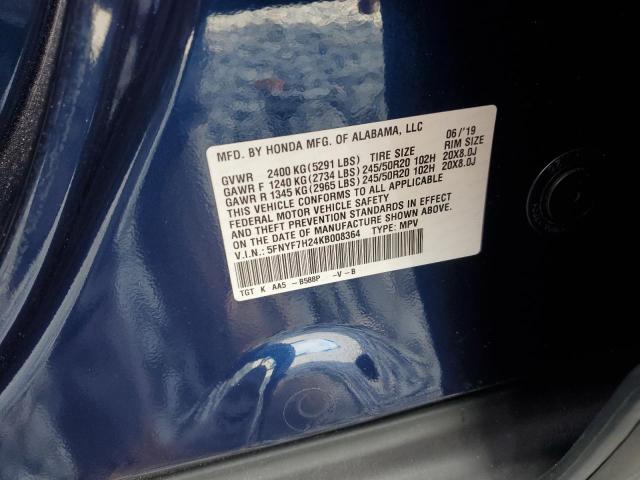 MFD. BY HONDA MFG. OF ALABAMA, LLC 06/'19
GVWR 2400 KG(5291 LBS) TIRE SIZE RIM SIZE
GAWR F 1240 KG(2734 LBS) 245/50R20 102H 20X8.0J
GAWR R 1345 KG(2965 LBS) 245/50R20 102H 20X8.0J
THIS VEHICLE CONFORMS TO ALL APPLICABLE
FEDERAL MOTOR VEHICLE SAFETY, BUMPER,
AND THEFT PREVENTION STANDARDS IN EFFECT
ON THE DATE OF MANUFACTURE SHOWN ABOVE.
V.I.N.: 5FNYF7H24KB008364 TYPE: MPV
TGT K AA5 -B588P -V-B